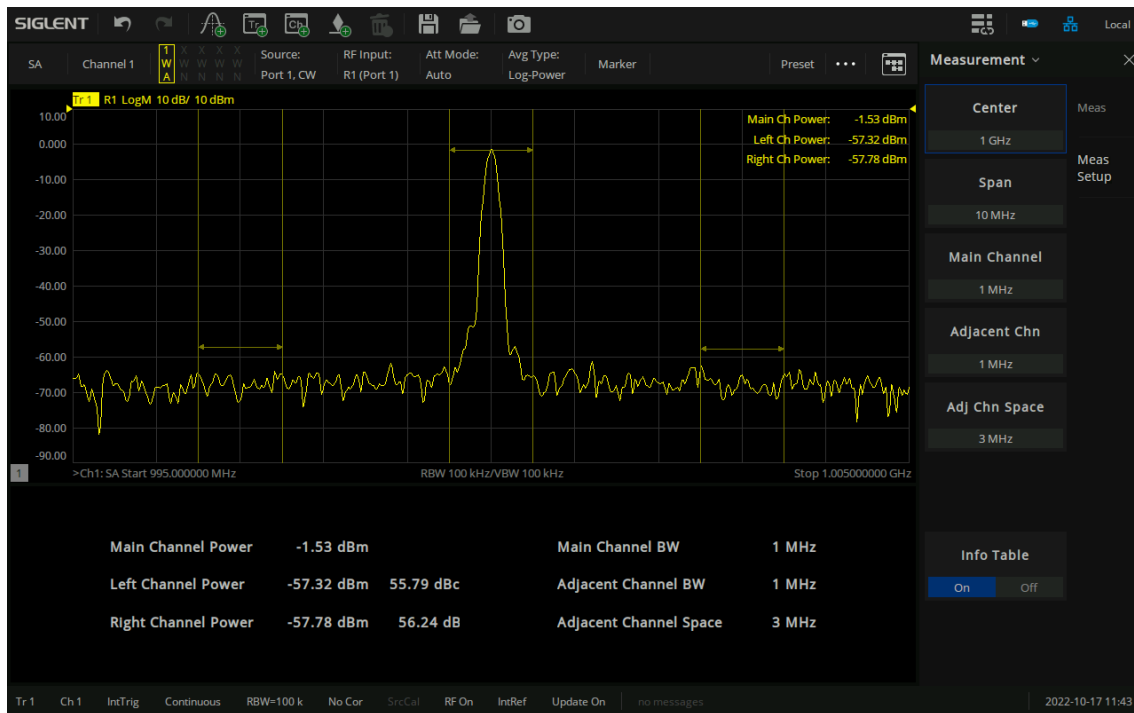 SIGLENT
Tr
Ch
Local
SA
Channel 1
1 X X X X
W W W W W
A N N N N
Source:
Port 1, CW
RF Input:
R1 (Port 1)
Att Mode:
Auto
Avg Type:
Log-Power
Marker
Preset
Measurement
Tr 1 R1 LogM 10 dB/ 10 dBm
10.00
0.000
-10.00
-20.00
-30.00
-40.00
-50.00
-60.00
-70.00
-80.00
-90.00
Main Ch Power: -1.53 dBm
Left Ch Power: -57.32 dBm
Right Ch Power: -57.78 dBm
1
>Ch1: SA Start 995.000000 MHz
RBW 100 kHz/VBW 100 kHz
Stop 1.005000000 GHz
Center
1 GHz
Span
10 MHz
Main Channel
1 MHz
Adjacent Chn
1 MHz
Adj Chn Space
3 MHz
Info Table
On Off
Meas
Meas
Setup
Main Channel Power -1.53 dBm
Left Channel Power -57.32 dBm 55.79 dBc
Right Channel Power -57.78 dBm 56.24 dB
Main Channel BW 1 MHz
Adjacent Channel BW 1 MHz
Adjacent Channel Space 3 MHz
Tr 1 Ch 1 IntTrig Continuous RBW=100 k No Cor SrcCal RF On IntRef Update On no messages 2022-10-17 11:43